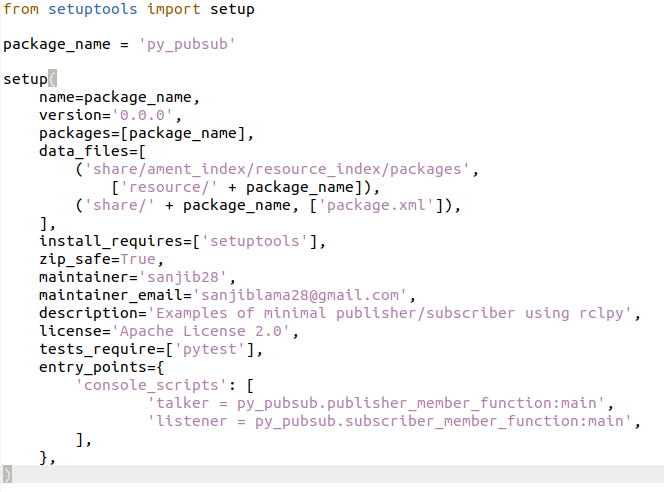 from setuptools import setup

package_name = 'py_pubsub'

setup(
    name=package_name,
    version='0.0.0',
    packages=[package_name],
    data_files=[
        ('share/ament_index/resource_index/packages',
            ['resource/' + package_name]),
        ('share/' + package_name, ['package.xml']),
    ],
    install_requires=['setuptools'],
    zip_safe=True,
    maintainer='sanjib28',
    maintainer_email='sanjiblama28@gmail.com',
    description='Examples of minimal publisher/subscriber using rclpy',
    license='Apache License 2.0',
    tests_require=['pytest'],
    entry_points={
        'console_scripts': [
                'talker = py_pubsub.publisher_member_function:main',
                'listener = py_pubsub.subscriber_member_function:main',
        ],
    },
)